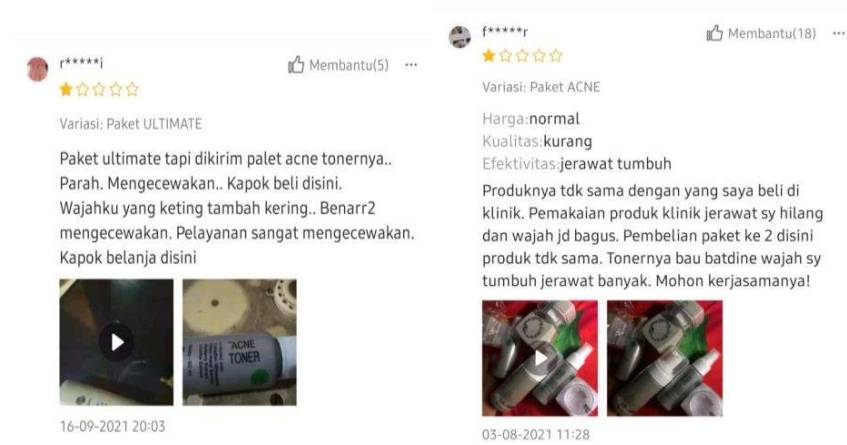 r*****i
Membantu(5)
Variasi: Paket ULTIMATE
Paket ultimate tapi dikirim palet acne tonernya..
Parah. Mengecewakan.. Kapok beli disini.
Wajahku yang keting tambah kering.. Benarr2
mengecewakan. Pelayanan sangat mengecewakan.
Kapok belanja disini
ACNE
TONER
16-09-2021 20:03
f*****r
Membantu(18)
Variasi: Paket ACNE
Harga:normal
Kualitas:kurang
Efektivitas:jerawat tumbuh
Produknya tdk sama dengan yang saya beli di
klinik. Pemakaian produk klinik jerawat sy hilang
dan wajah jd bagus. Pembelian paket ke 2 disini
produk tdk sama. Tonernya bau batdine wajah sy
tumbuh jerawat banyak. Mohon kerjasamanya!
03-08-2021 11:28